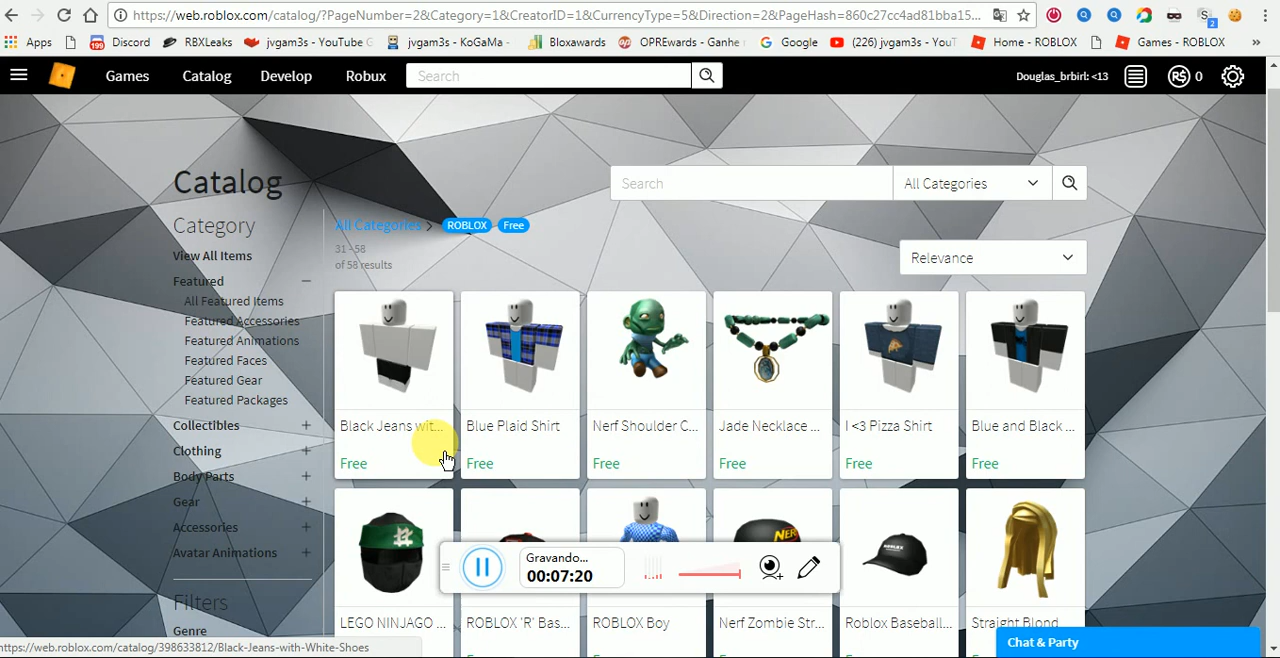 https://web.roblox.com/catalog/?PageNumber=2&Category=1&CreatorID=1&CurrencyType=5&Direction=2&PageHash=860c27cc4ad81bba15...
Apps
199 Discord
RBXLeaks
jvgam3s - YouTube G
jvgam3s - KoGaMa -
Bloxawards
OPREwards - Ganhe
Google
(226) jvgam3s - YouT
Home - ROBLOX
Games - ROBLOX
»
Games
Catalog
Develop
Robux
Search
Douglas_brbirl: <13
R$ 0
Catalog
Search
All Categories
Category
All Categories > ROBLOX Free
View All Items
31 - 58
of 58 results
Relevance
Featured
All Featured Items
Featured Accessories
Featured Animations
Featured Faces
Featured Gear
Featured Packages
Collectibles +
Clothing +
Body Parts +
Gear +
Accessories +
Avatar Animations +
Filters
Genre
Black Jeans wit...
Free
Blue Plaid Shirt
Free
Nerf Shoulder C...
Free
Jade Necklace ...
Free
I <3 Pizza Shirt
Free
Blue and Black ...
Free
NERF
ROBLOX
Gravando...
00:07:20
LEGO NINJAGO ...
ROBLOX 'R' Bas...
ROBLOX Boy
Nerf Zombie Str...
Roblox Baseball...
Straight Blond
Chat & Party
https://web.roblox.com/catalog/398633812/Black-Jeans-with-White-Shoes